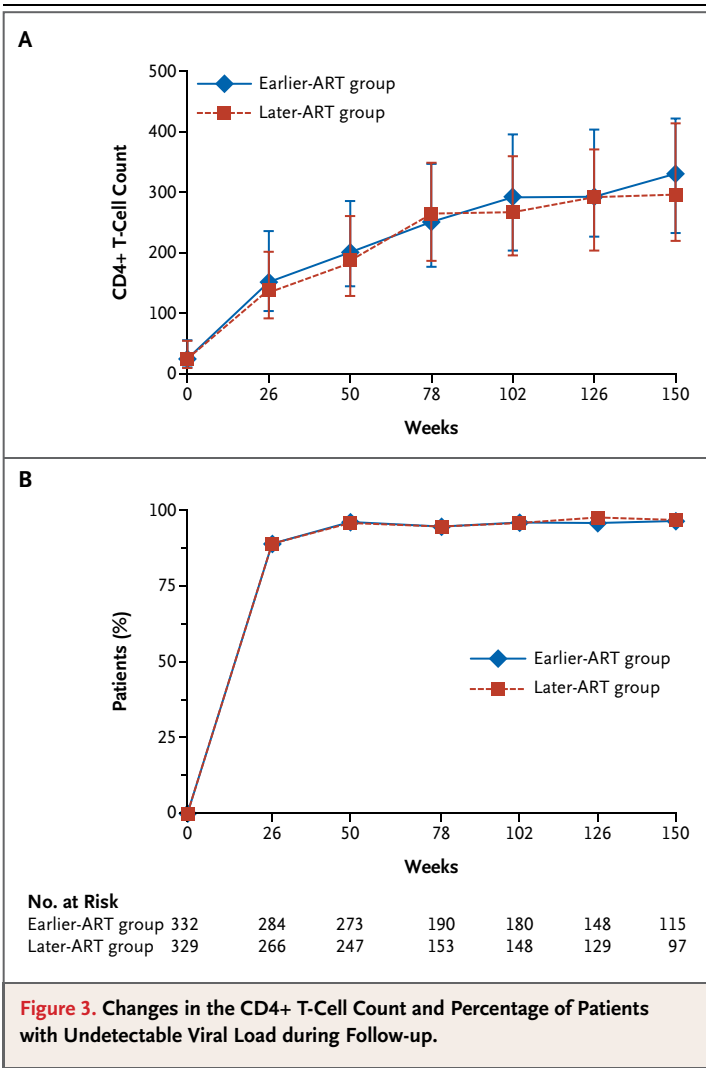 A
500
400
300
200
100
0
CD4+ T-Cell Count
Earlier-ART group
Later-ART group
0 26 50 78 102 126 150
Weeks
B
100
75
50
25
0
Patients (%)
Earlier-ART group
Later-ART group
0 26 50 78 102 126 150
Weeks
No. at Risk
Earlier-ART group 332 284 273 190 180 148 115
Later-ART group 329 266 247 153 148 129 97
Figure 3. Changes in the CD4+ T-Cell Count and Percentage of Patients
with Undetectable Viral Load during Follow-up.